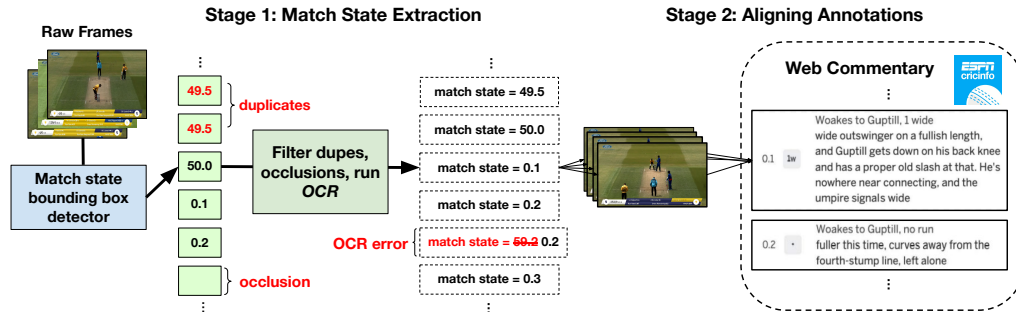 Stage 1: Match State Extraction
Stage 2: Aligning Annotations
Raw Frames
Match state
bounding box
detector
...
49.5
49.5
duplicates
50.0
0.1
0.2
occlusion
...
Filter dupes,
occlusions, run
OCR
...
match state = 49.5
match state = 50.0
match state = 0.1
match state = 0.2
OCR error
match state = 59.2 0.2
match state = 0.3
...
Web Commentary
ESPN
cricinfo
...
Woakes to Guptill, 1 wide
0.1 1w wide outswinger on a fullish length,
and Guptill gets down on his back knee
and has a proper old slash at that. He's
nowhere near connecting, and the
umpire signals wide
Woakes to Guptill, no run
0.2 • fuller this time, curves away from the
fourth-stump line, left alone
...